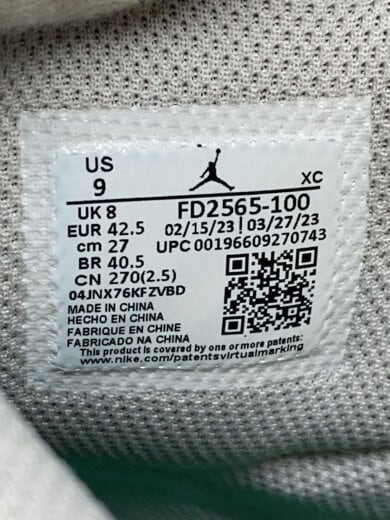 US
9
XC
UK 8
FD2565-100
EUR 42.5
02/15/23 | 03/27/23
cm 27
UPC 00196609270743
BR 40.5
CN 270(2.5)
04JNX76KFZVBD
MADE IN CHINA
HECHO EN CHINA
FABRIQUE EN CHINE
FABRICADO NA CHINA
This product is covered by one or more patents:
www.nike.com/patentsvirtualmarking